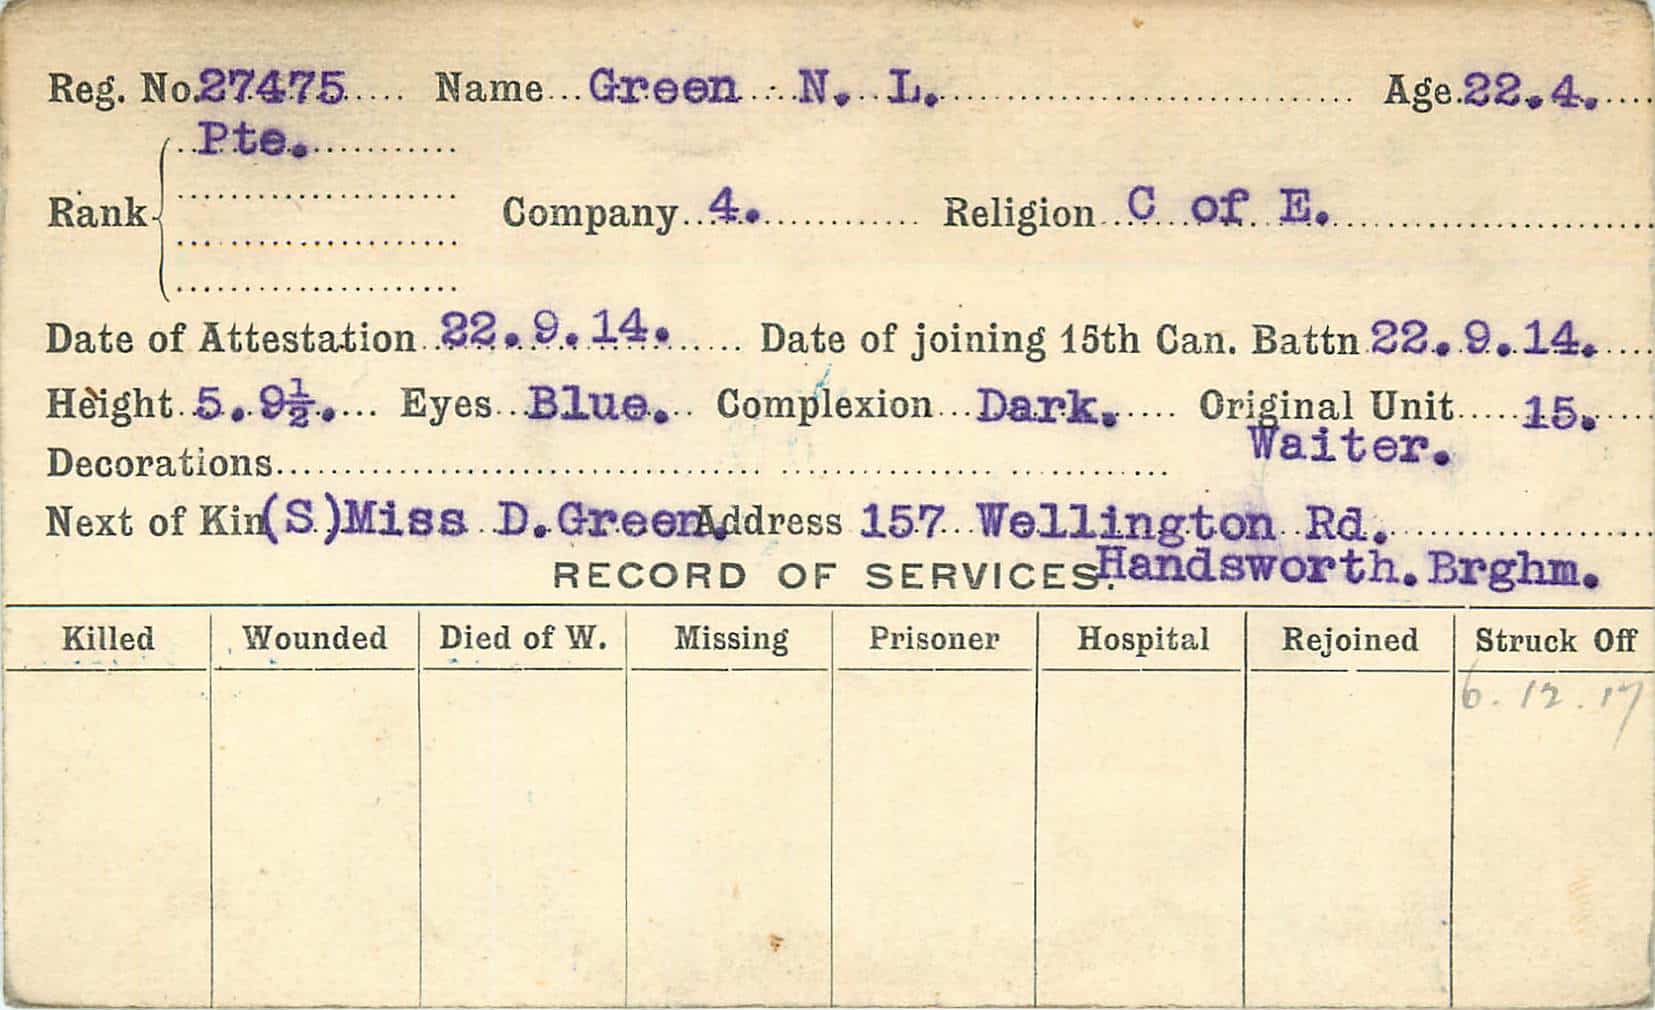 Reg. No. 27475 Name Green N. L. Age. 22.4.
Pte.
Rank Company 4. Religion C of E.
Date of Attestation 22.9.14. Date of joining 15th Can. Battn 22.9.14.
Height 5.9½. Eyes Blue. Complexion Dark. Original Unit 15.
Decorations Waiter.
Next of Kin (S.) Miss D. Green. Address 157 Wellington Rd.
RECORD OF SERVICES. Handsworth. Brghm.
Killed Wounded Died of W. Missing Prisoner Hospital Rejoined Struck Off
6.12.17